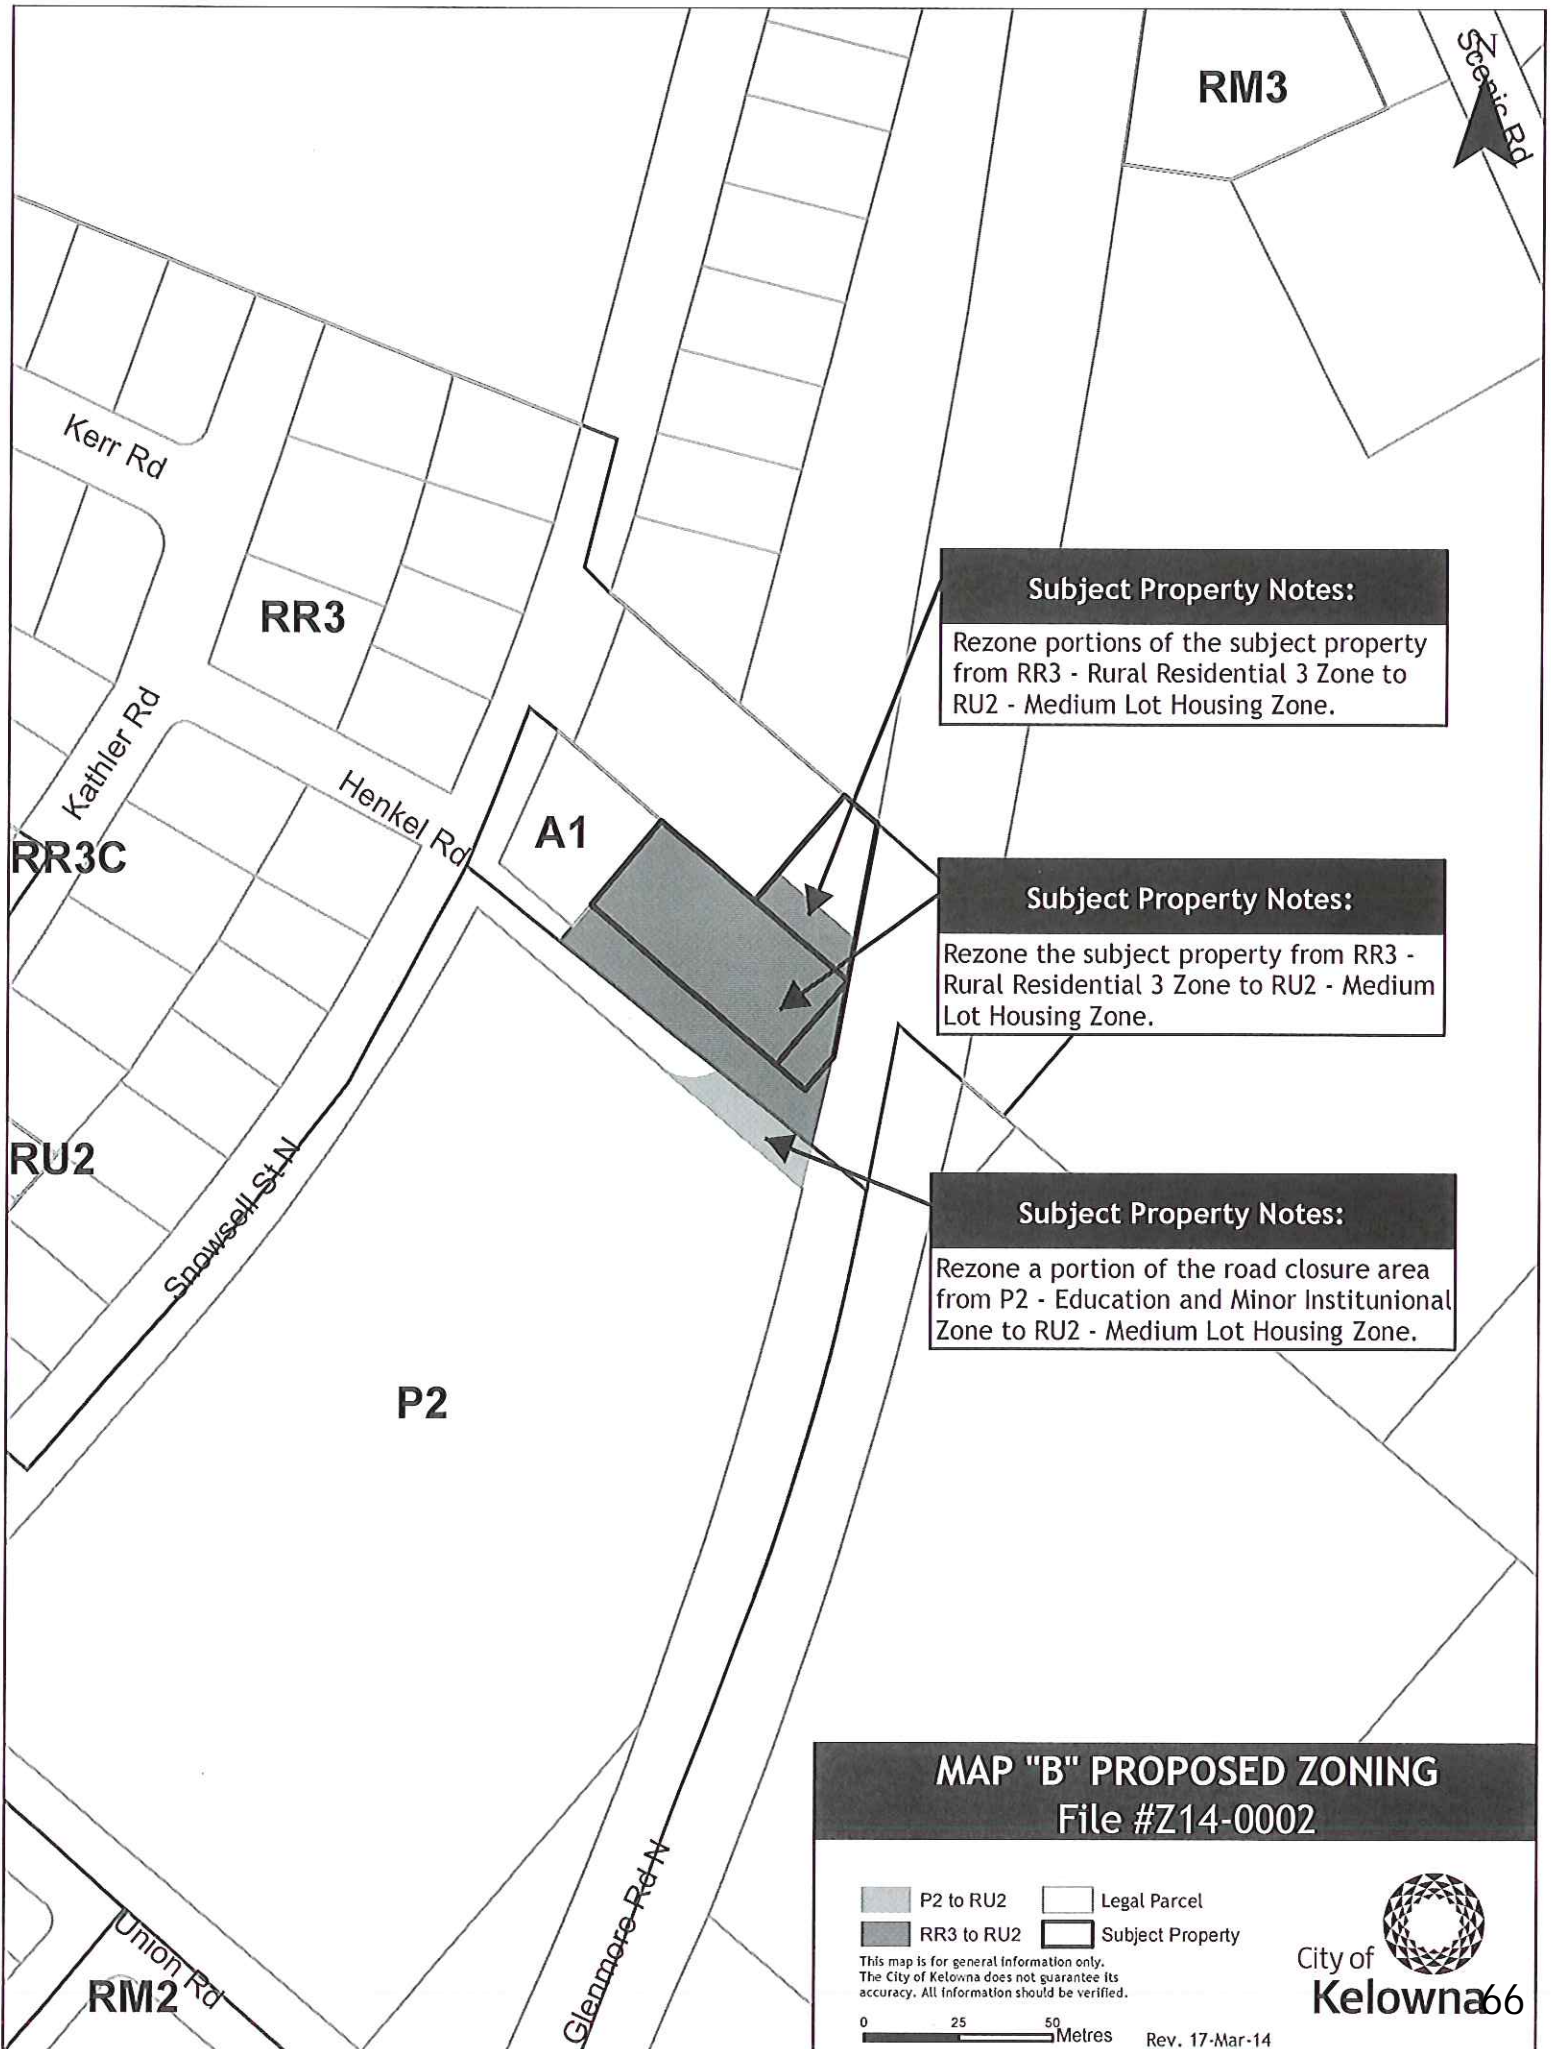 RM3
N
Scenic Rd
Kerr Rd
RR3
Subject Property Notes:
Rezone portions of the subject property
from RR3 - Rural Residential 3 Zone to
RU2 - Medium Lot Housing Zone.
Kathler Rd
Henkel Rd
A1
RR3C
Subject Property Notes:
Rezone the subject property from RR3 -
Rural Residential 3 Zone to RU2 - Medium
Lot Housing Zone.
RU2
Snowsell St N
Subject Property Notes:
Rezone a portion of the road closure area
from P2 - Education and Minor Institunional
Zone to RU2 - Medium Lot Housing Zone.
P2
MAP "B" PROPOSED ZONING
File #Z14-0002
P2 to RU2
Legal Parcel
RR3 to RU2
Subject Property
This map is for general information only.
The City of Kelowna does not guarantee its
accuracy. All information should be verified.
City of
Kelowna
66
0 25 50 Metres
Rev. 17-Mar-14
Glenmore Rd N
Union Rd
RM2